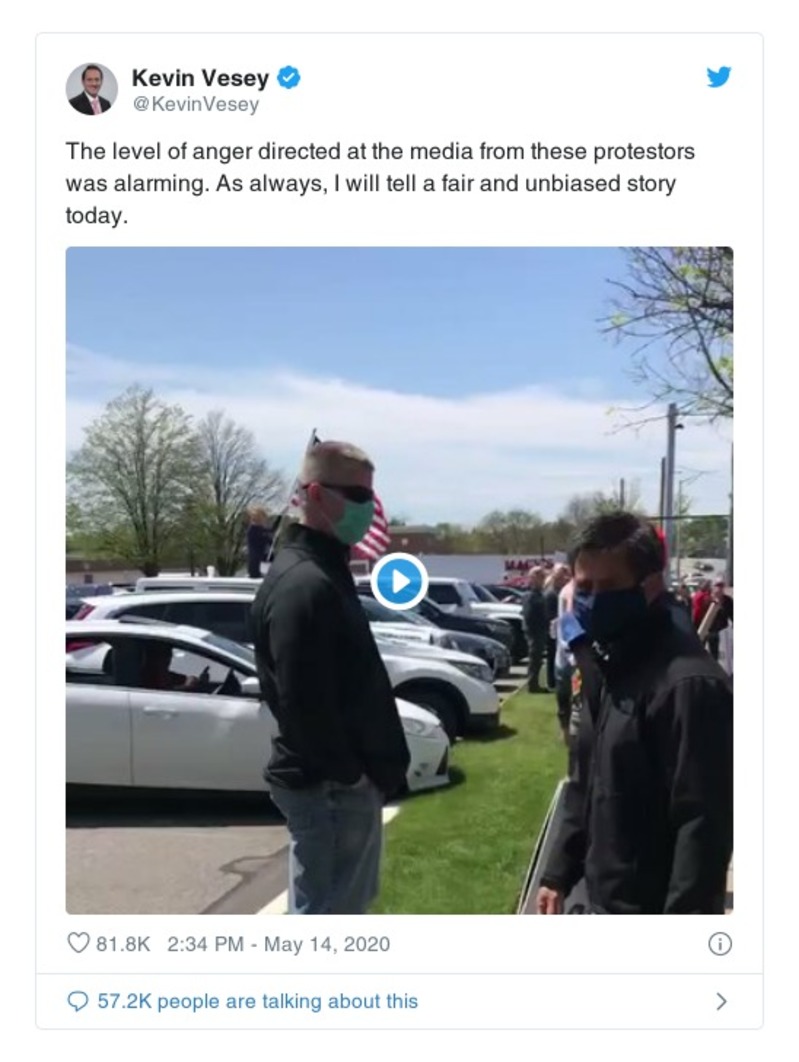 Kevin Vesey
@KevinVesey
The level of anger directed at the media from these protestors
was alarming. As always, I will tell a fair and unbiased story
today.
81.8K 2:34 PM - May 14, 2020
57.2K people are talking about this